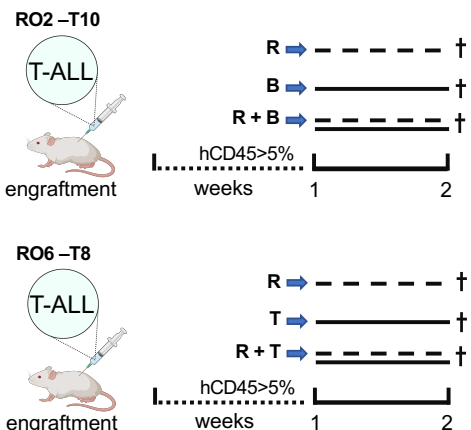 RO2 –T10
T-ALL
R
B
R + B
hCD45>5%
engraftment
weeks
1
2
RO6 –T8
T-ALL
R
T
R + T
hCD45>5%
engraftment
weeks
1
2
†
†
†
†
†
†